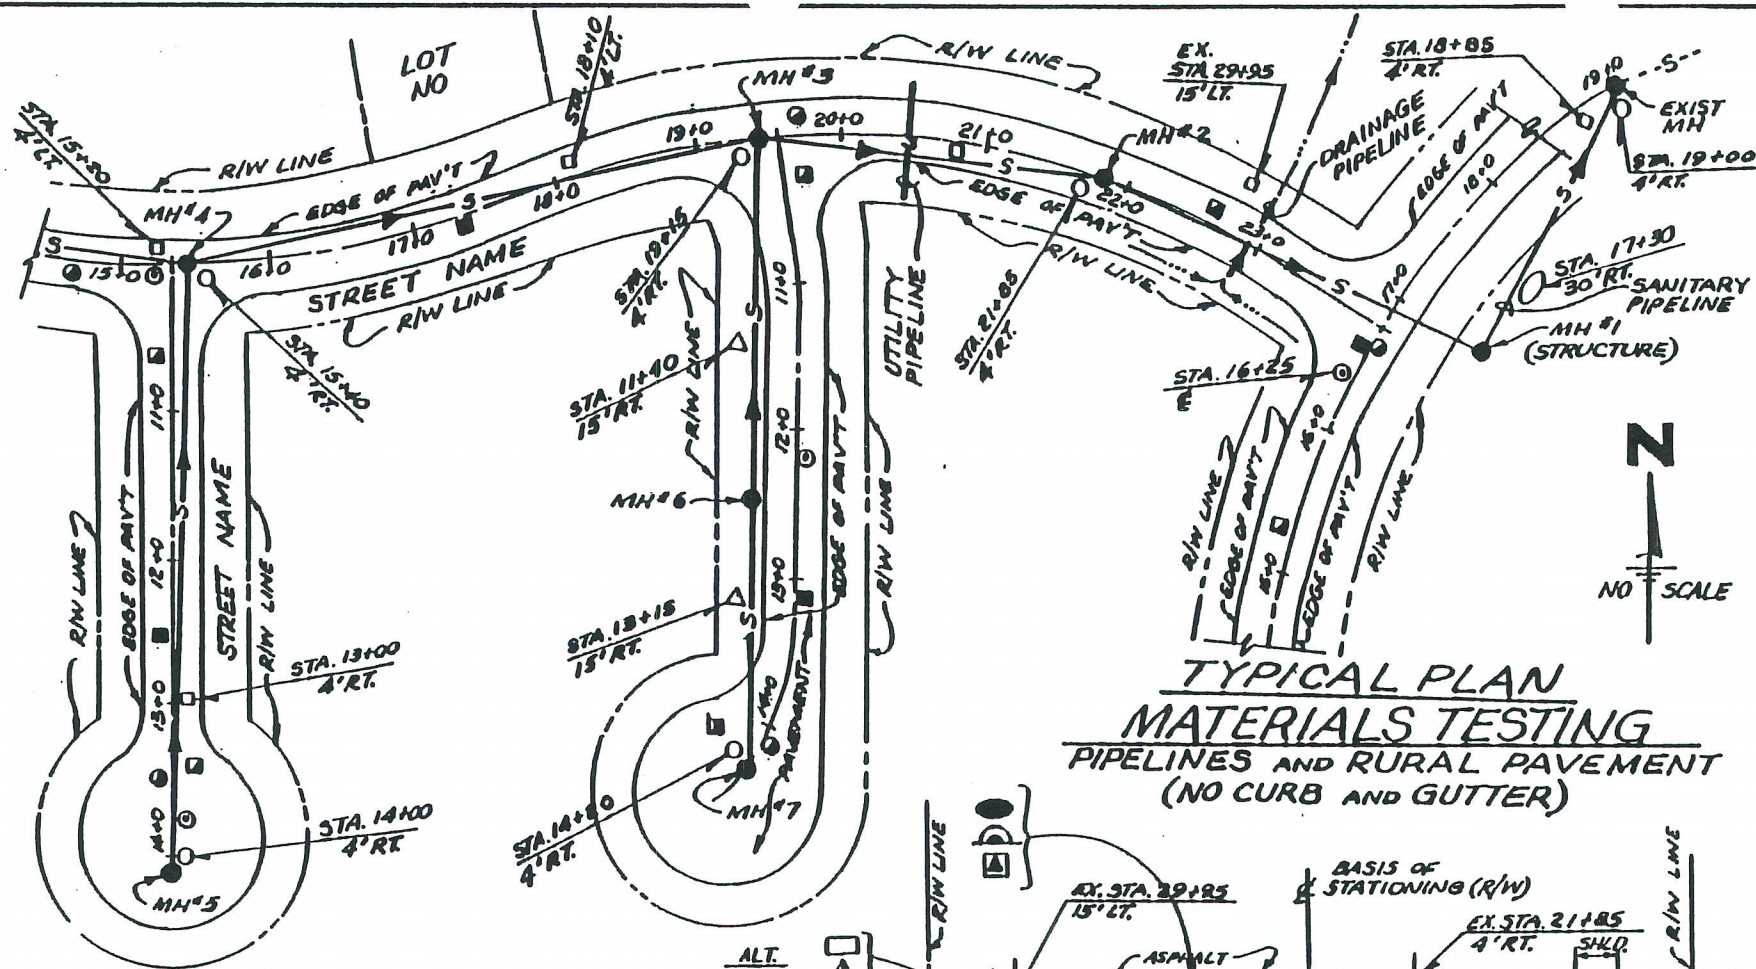 LOT
NO
STA. 18+10
4' LT.
MH #3
R/W LINE
EX.
STA 29+95
15' LT.
STA. 18+85
4' RT.
19+0
S
EXIST
MH
STA. 19+00
4' RT.
STA. 15+30
4' LT.
R/W LINE
19+0
20+0
21+0
MH #2
DRAINAGE
PIPELINE
EDGE OF PAV'T
18+0
EDGE OF PAV'T
MH #4
S
18+0
S
EDGE OF PAV'T
22+0
23+0
S
S
15+0
16+0
17+0
STREET NAME
R/W LINE
STA. 19+15
4' RT.
UTILITY
PIPELINE
STA. 21+85
4' RT.
R/W LINE
S
17+0
STA. 17+30
30' RT.
SANITARY
PIPELINE
MH #1
(STRUCTURE)
STA. 15+40
4' RT.
11+0
S
R/W LINE
STA. 11+40
15' RT.
STA. 16+25
11+0
12+0
16+0
N
NO SCALE
R/W LINE
EDGE OF PAV'T
S
STREET NAME
R/W LINE
12+0
MH #6
EDGE OF PAV'T
R/W LINE
R/W LINE
EDGE OF PAV'T
15+0
EDGE OF PAV'T
R/W LINE
STA. 13+15
15' RT.
S
13+0
STA. 13+00
4' RT.
13+0
14+0
PAVEMENT
TYPICAL PLAN
MATERIALS TESTING
PIPELINES AND RURAL PAVEMENT
(NO CURB AND GUTTER)
14+0
STA. 14+00
4' RT.
MH #5
4' RT.
MH #7
R/W LINE
EX. STA. 29+95
15' LT.
BASIS OF
STATIONING (R/W)
EX. STA. 21+85
4' RT.
SHLD.
R/W LINE
ALT.
ASPHALT